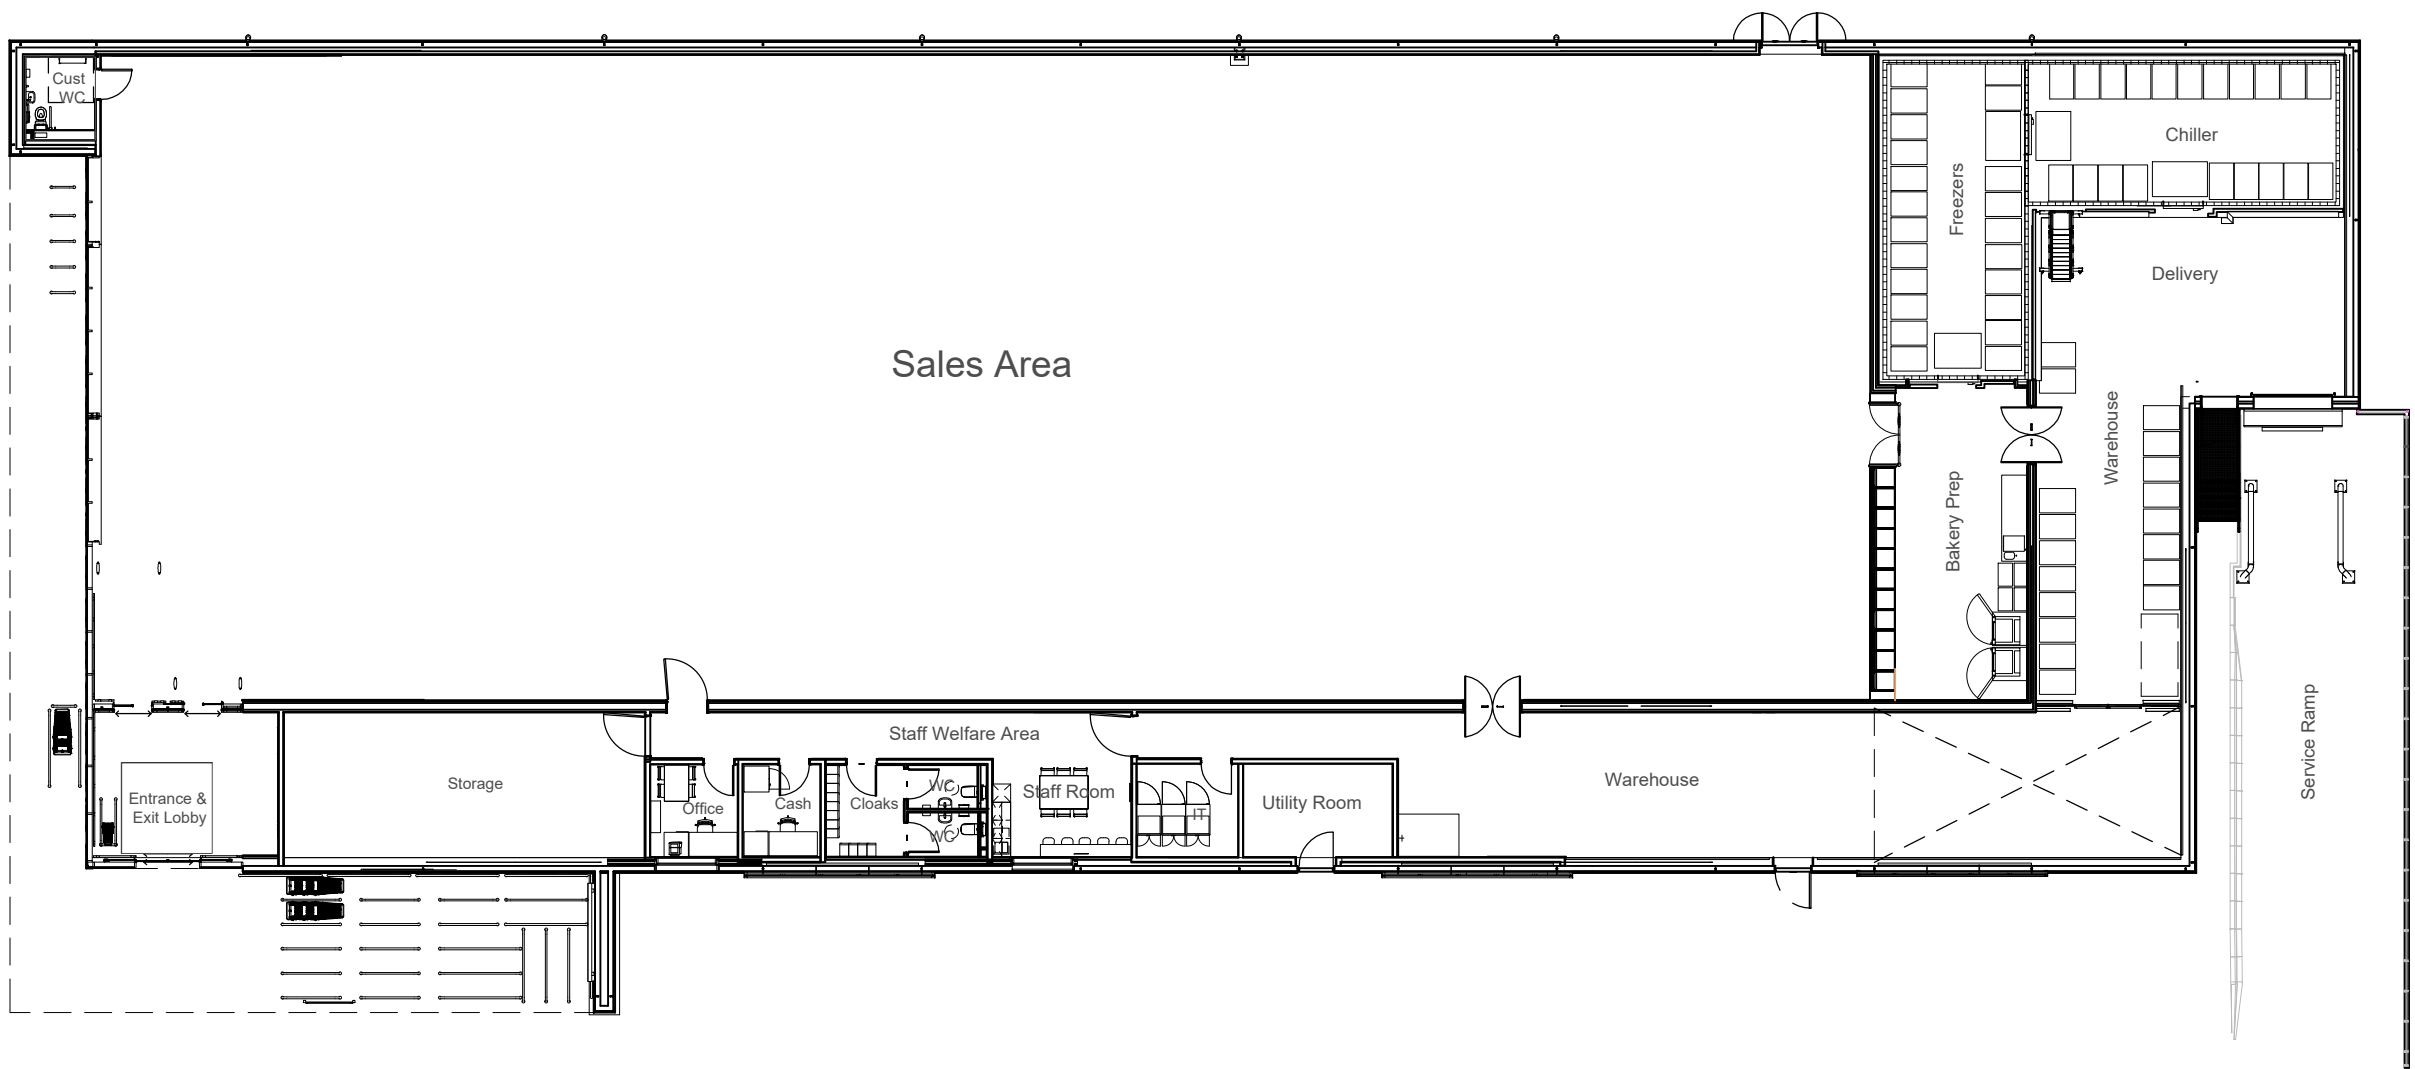 Cust
WC
Chiller
Freezers
Delivery
Sales Area
Warehouse
Bakery Prep
Service Ramp
Staff Welfare Area
Storage
Entrance &
Exit Lobby
Office
Cash
Cloaks
WC
WC
Staff Room
IT
Utility Room
Warehouse